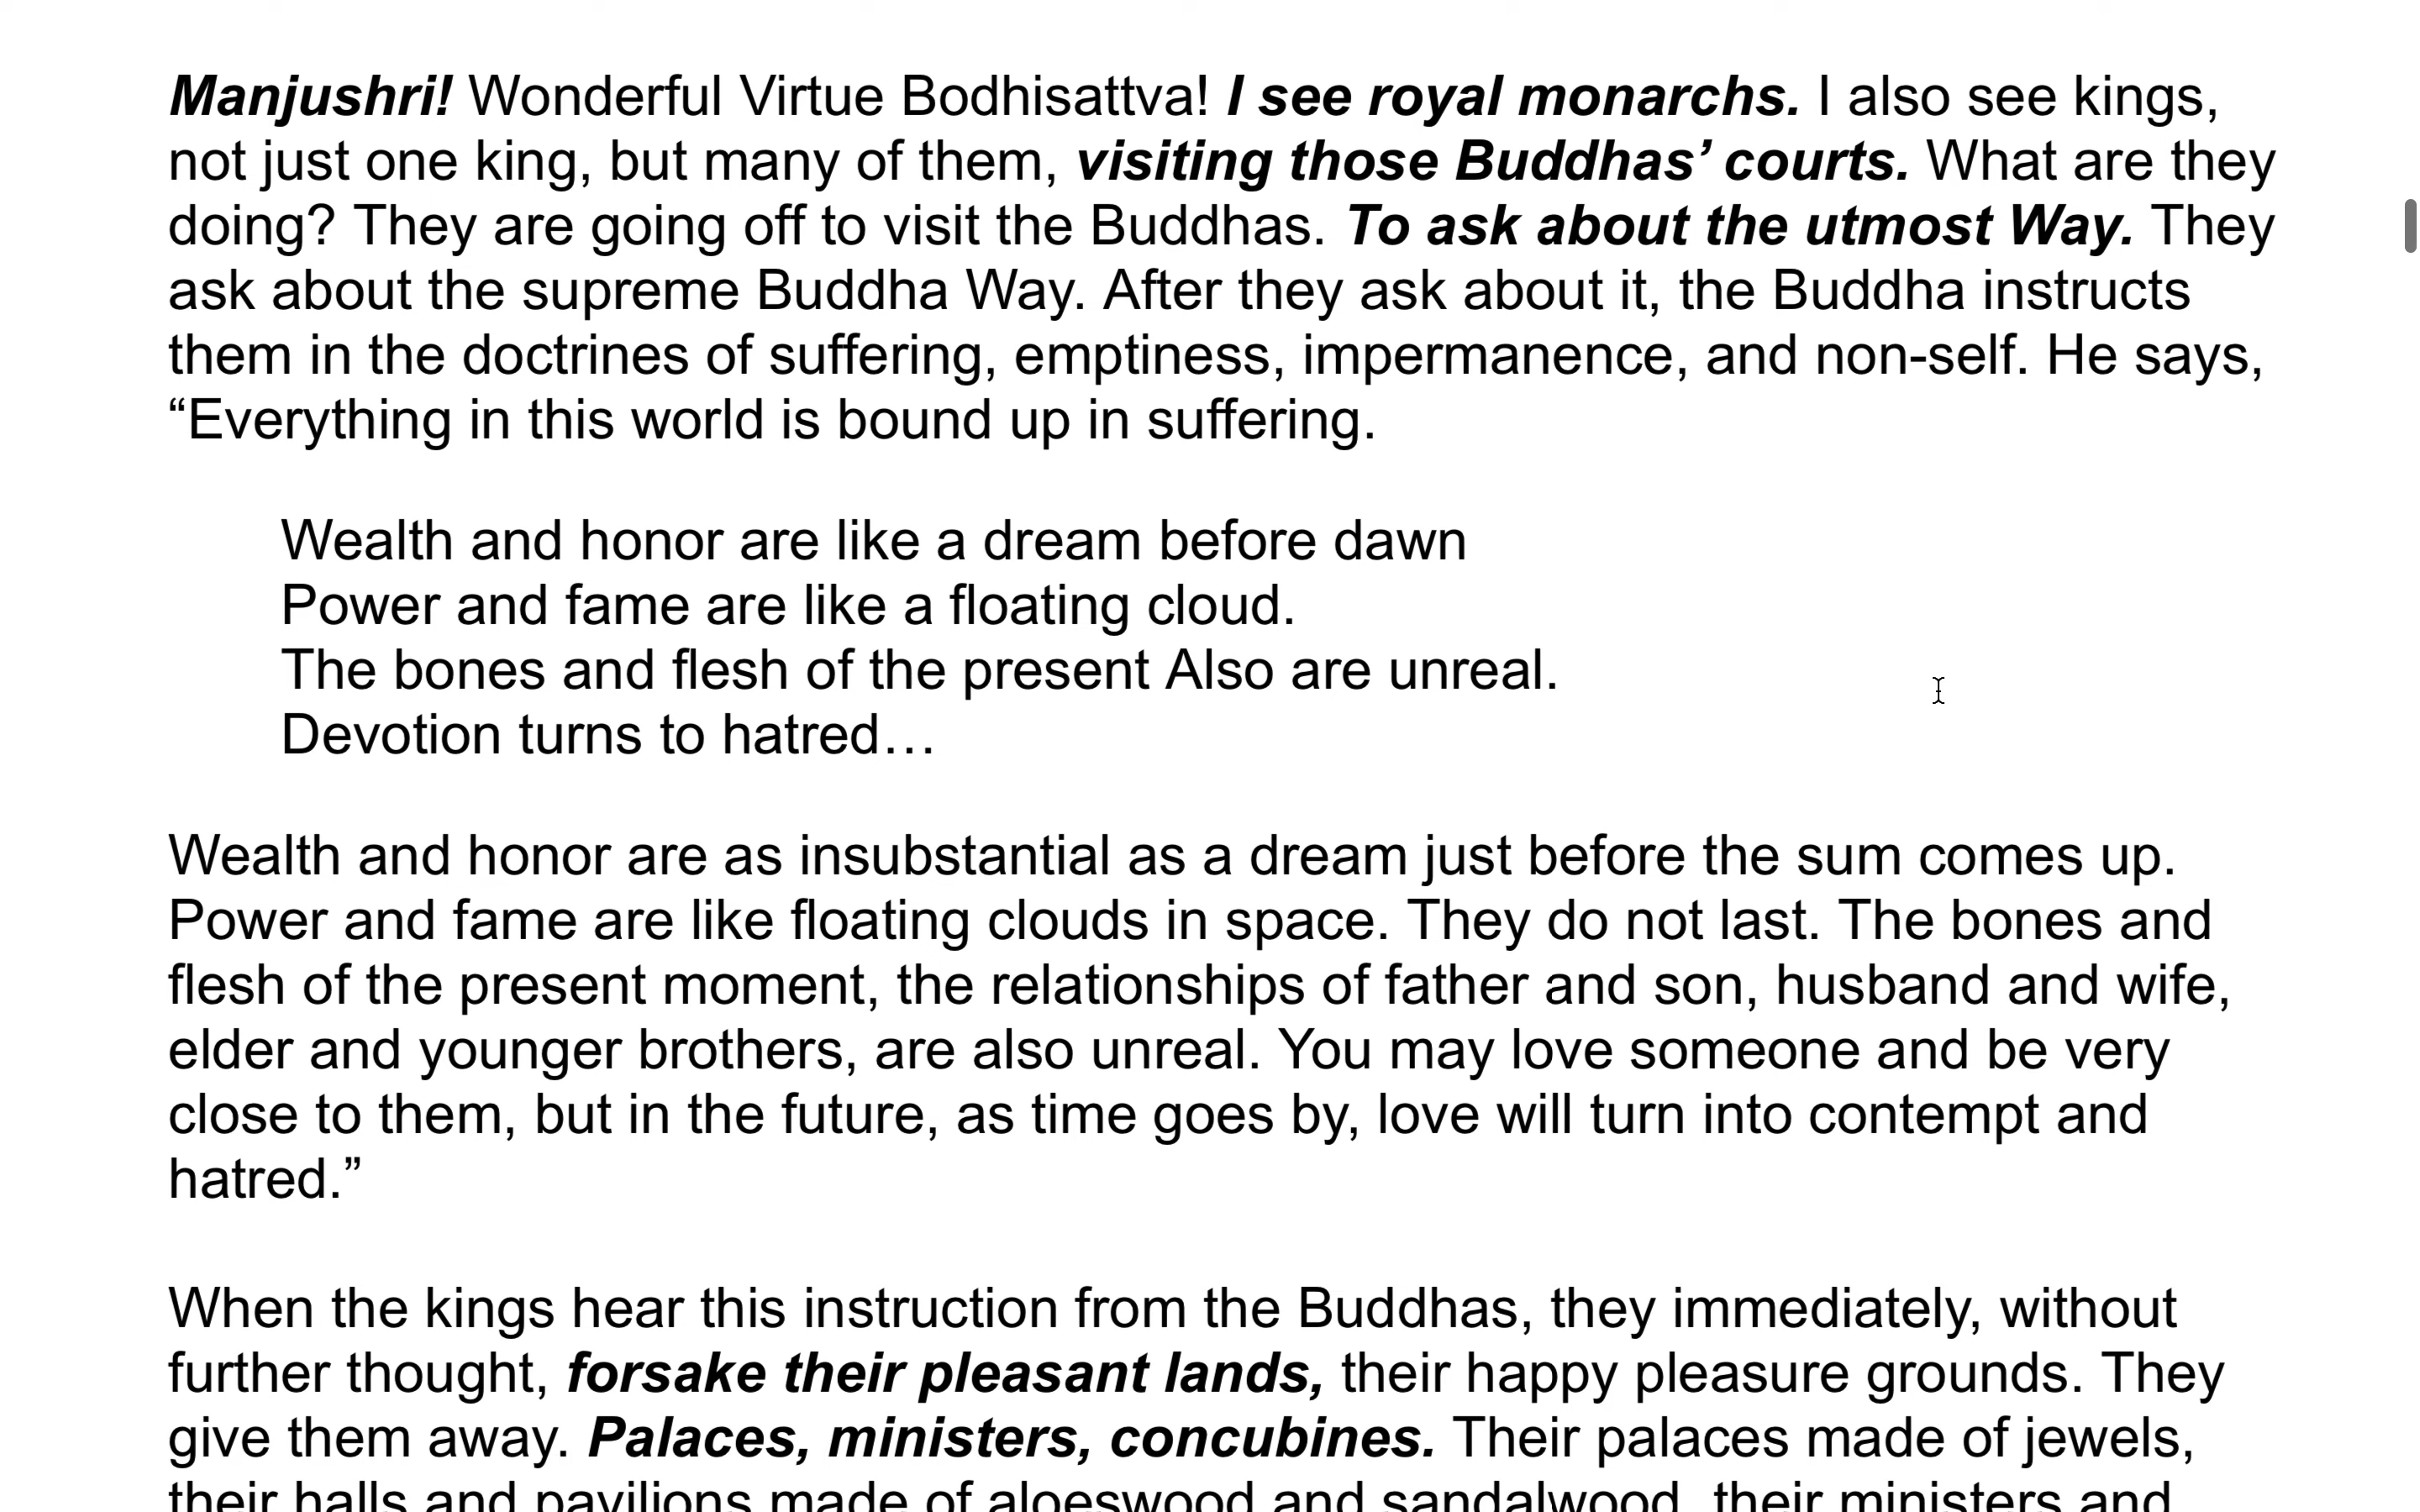 Manjushri! Wonderful Virtue Bodhisattva! I see royal monarchs. I also see kings,
not just one king, but many of them, visiting those Buddhas’ courts. What are they
doing? They are going off to visit the Buddhas. To ask about the utmost Way. They
ask about the supreme Buddha Way. After they ask about it, the Buddha instructs
them in the doctrines of suffering, emptiness, impermanence, and non-self. He says,
“Everything in this world is bound up in suffering.
Wealth and honor are like a dream before dawn
Power and fame are like a floating cloud.
The bones and flesh of the present Also are unreal.
Devotion turns to hatred…
Wealth and honor are as insubstantial as a dream just before the sum comes up.
Power and fame are like floating clouds in space. They do not last. The bones and
flesh of the present moment, the relationships of father and son, husband and wife,
elder and younger brothers, are also unreal. You may love someone and be very
close to them, but in the future, as time goes by, love will turn into contempt and
hatred.”
When the kings hear this instruction from the Buddhas, they immediately, without
further thought, forsake their pleasant lands, their happy pleasure grounds. They
give them away. Palaces, ministers, concubines. Their palaces made of jewels,
their halls and pavilions made of aloeswood and sandalwood, their ministers and